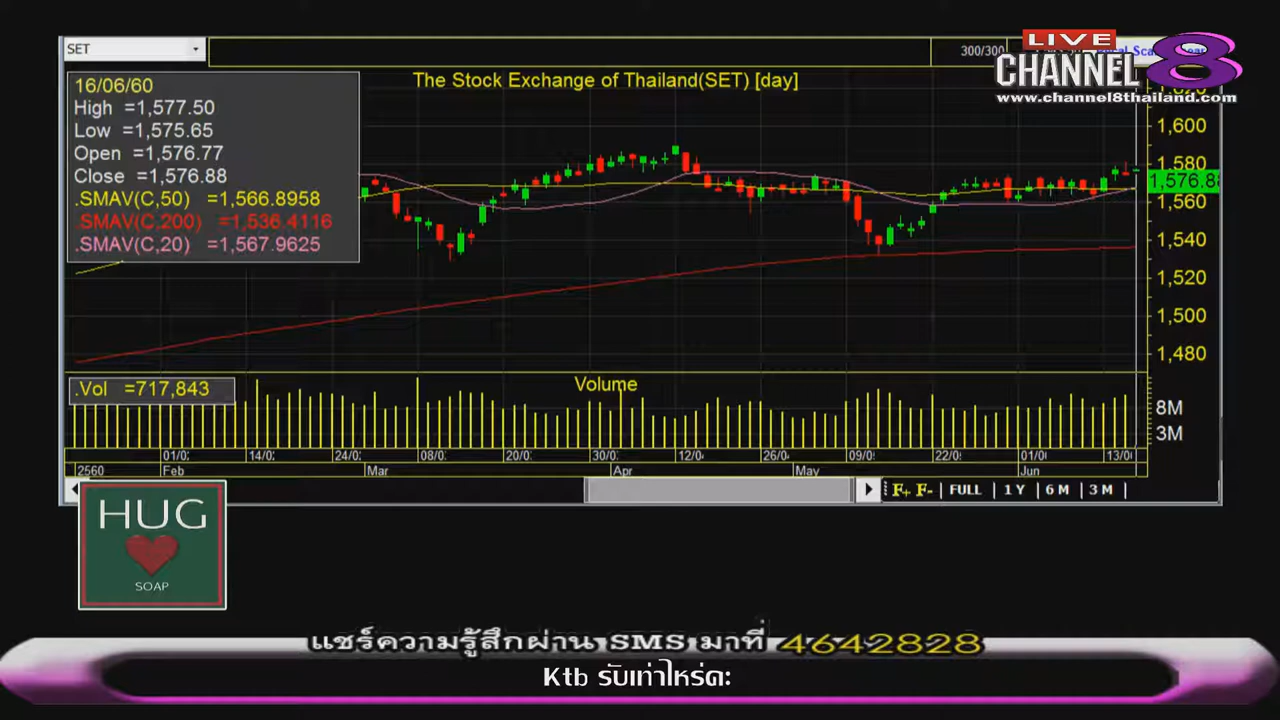 SET
300/300
LIVE
CHANNEL 8
www.channel8thailand.com
The Stock Exchange of Thailand(SET) [day]
16/06/60
High =1,577.50
Low =1,575.65
Open =1,576.77
Close =1,576.88
.SMAV(C,50) =1,566.8958
.SMAV(C,200) =1,536.4116
.SMAV(C,20) =1,567.9625
1,600
1,580
1,576.88
1,560
1,540
1,520
1,500
1,480
.Vol =717,843
Volume
8M
3M
01/0 14/0 24/0 08/0 20/0 30/0 12/0 26/0 09/0 22/0 01/0 13/0
2560 Feb Mar Apr May Jun
F+ F- FULL 1 Y 6 M 3 M
HUG
SOAP
แชร์ความรู้สึกผ่าน SMS มาที่ 4642828
Ktb รับเท่าไหร่คะ